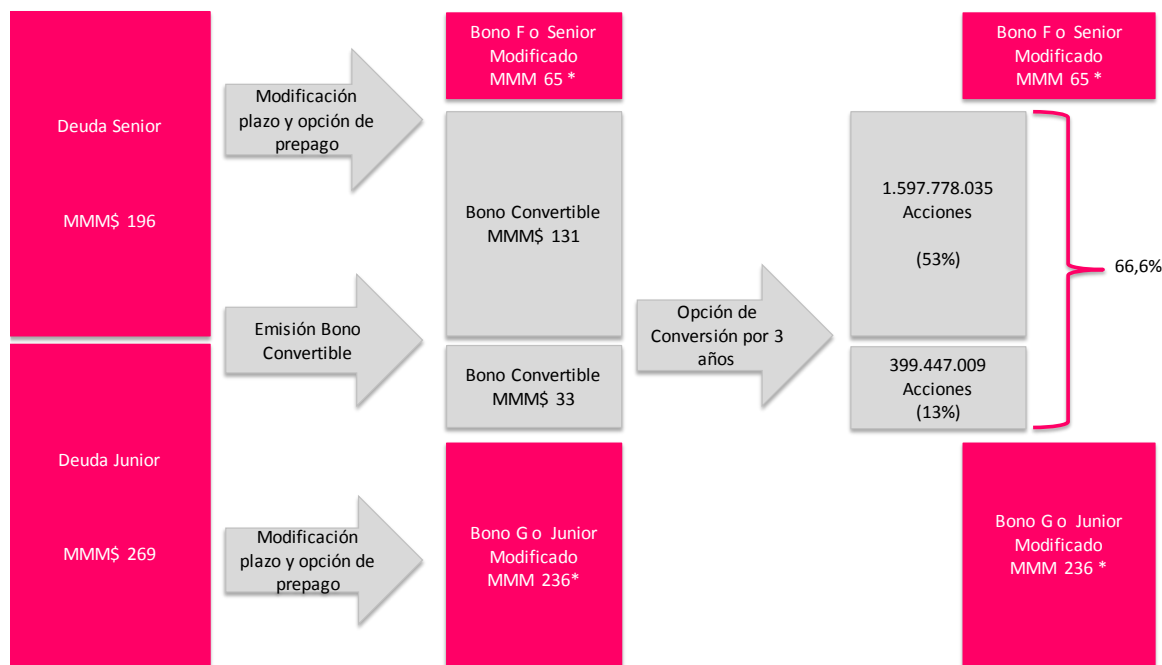 Deuda Senior
MMM$ 196
Deuda Junior
MMM$ 269
Modificación
plazo y opción de
prepago
Emisión Bono
Convertible
Modificación
plazo y opción de
prepago
Bono F o Senior
Modificado
MMM 65 *
Bono Convertible
MMM$ 131
Bono Convertible
MMM$ 33
Bono G o Junior
Modificado
MMM 236*
Opción de
Conversión por 3
años
Bono F o Senior
Modificado
MMM 65 *
1.597.778.035
Acciones
(53%)
399.447.009
Acciones
(13%)
66,6%
Bono G o Junior
Modificado
MMM 236 *